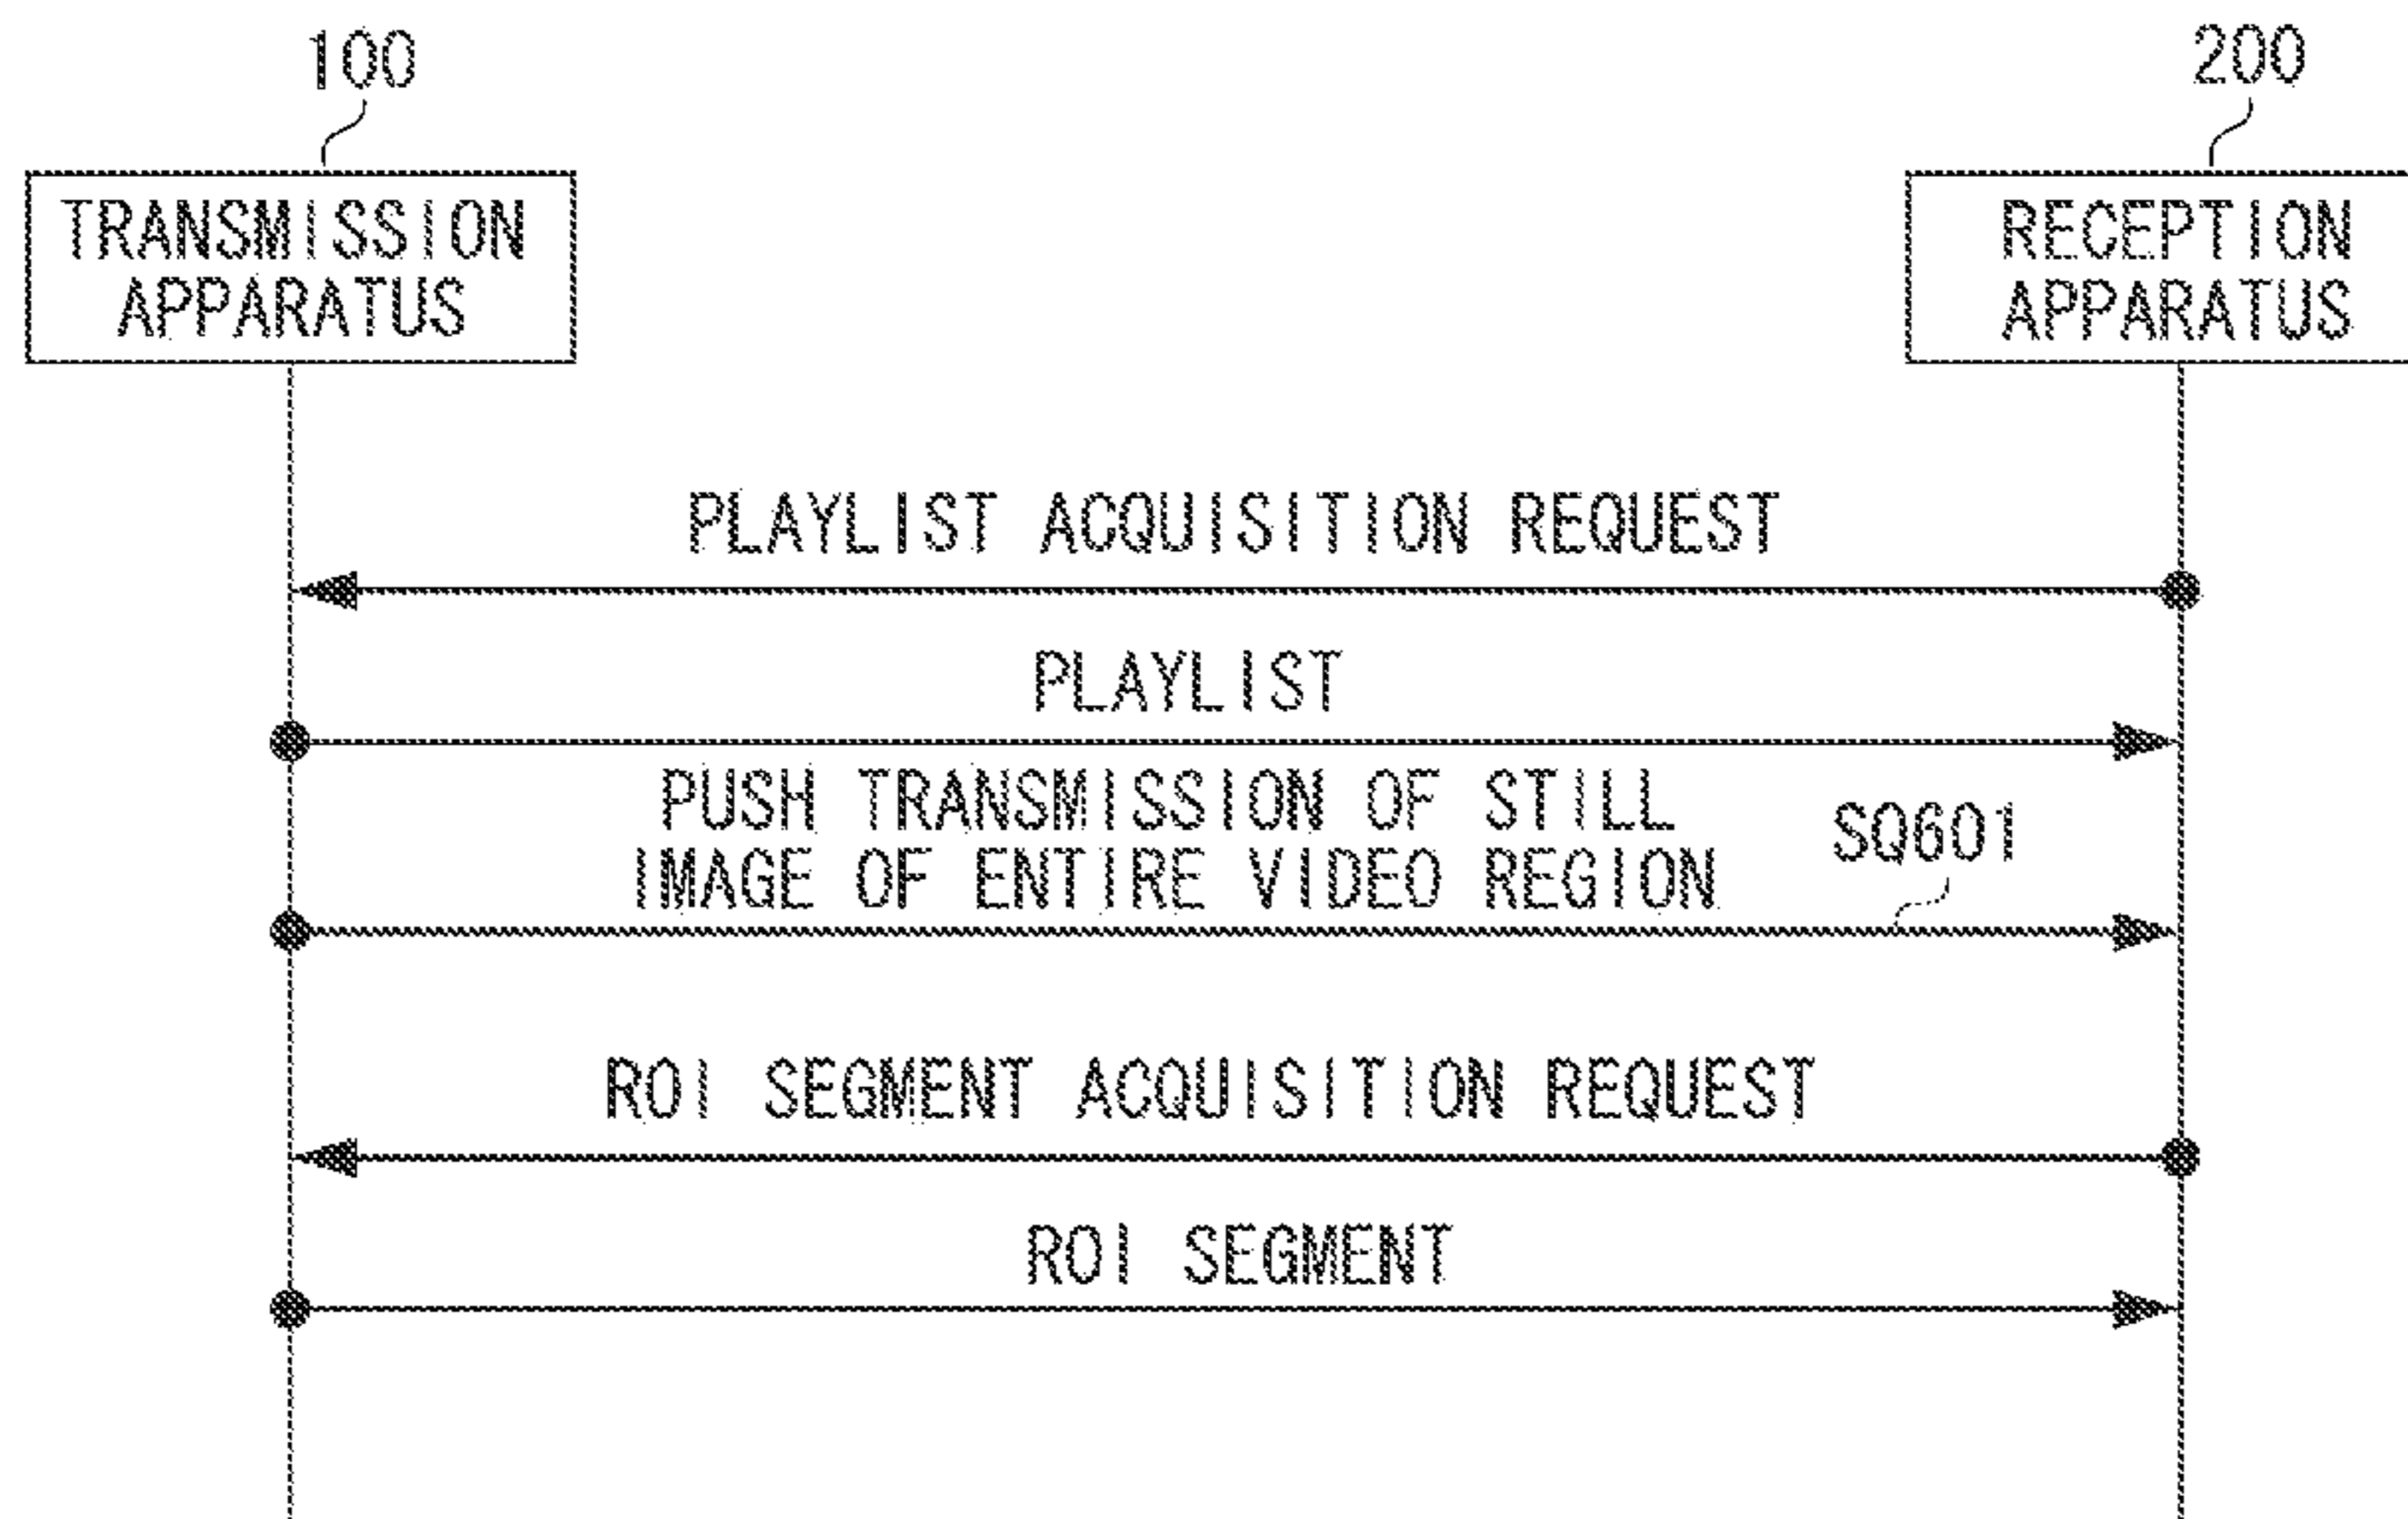 100
200
TRANSMISSION
APPARATUS
RECEPTION
APPARATUS
PLAYLIST ACQUISITION REQUEST
PLAYLIST
PUSH TRANSMISSION OF STILL
IMAGE OF ENTIRE VIDEO REGION
SQ601
ROI SEGMENT ACQUISITION REQUEST
ROI SEGMENT